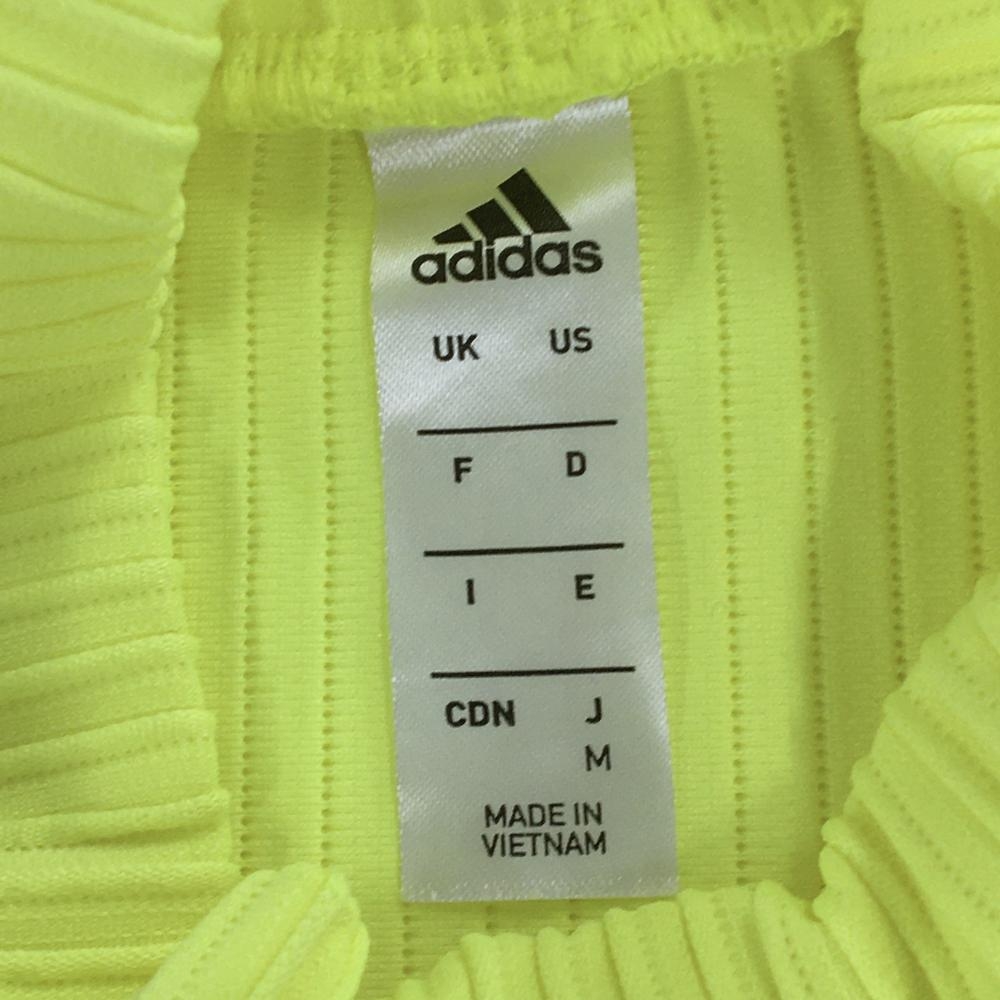 adidas
UK US
F D
I E
CDN J
M
MADE IN
VIETNAM